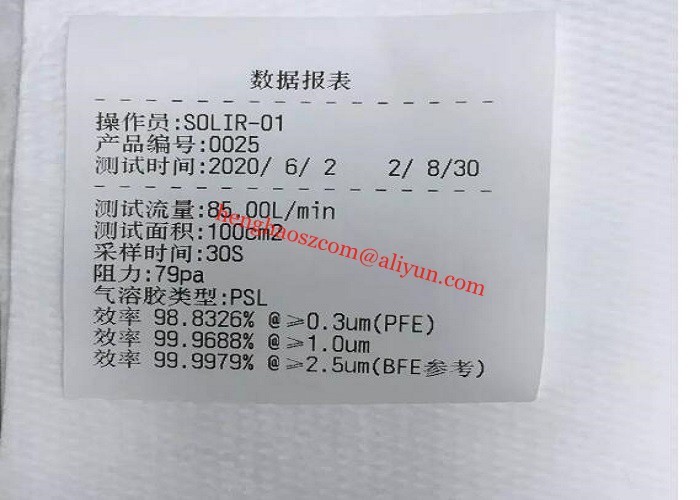 数据报表
操作员:SOLIR-01
产品编号:0025
测试时间:2020/ 6/ 2 2/ 8/30
测试流量:85.00L/min
测试面积:100cm2
henghaoszcom@aliyun.com
采样时间:30S
阻力:79pa
气溶胶类型:PSL
效率 98.8326% @≥0.3um(PFE)
效率 99.9688% @≥1.0um
效率 99.9979% @≥2.5um(BFE参考)